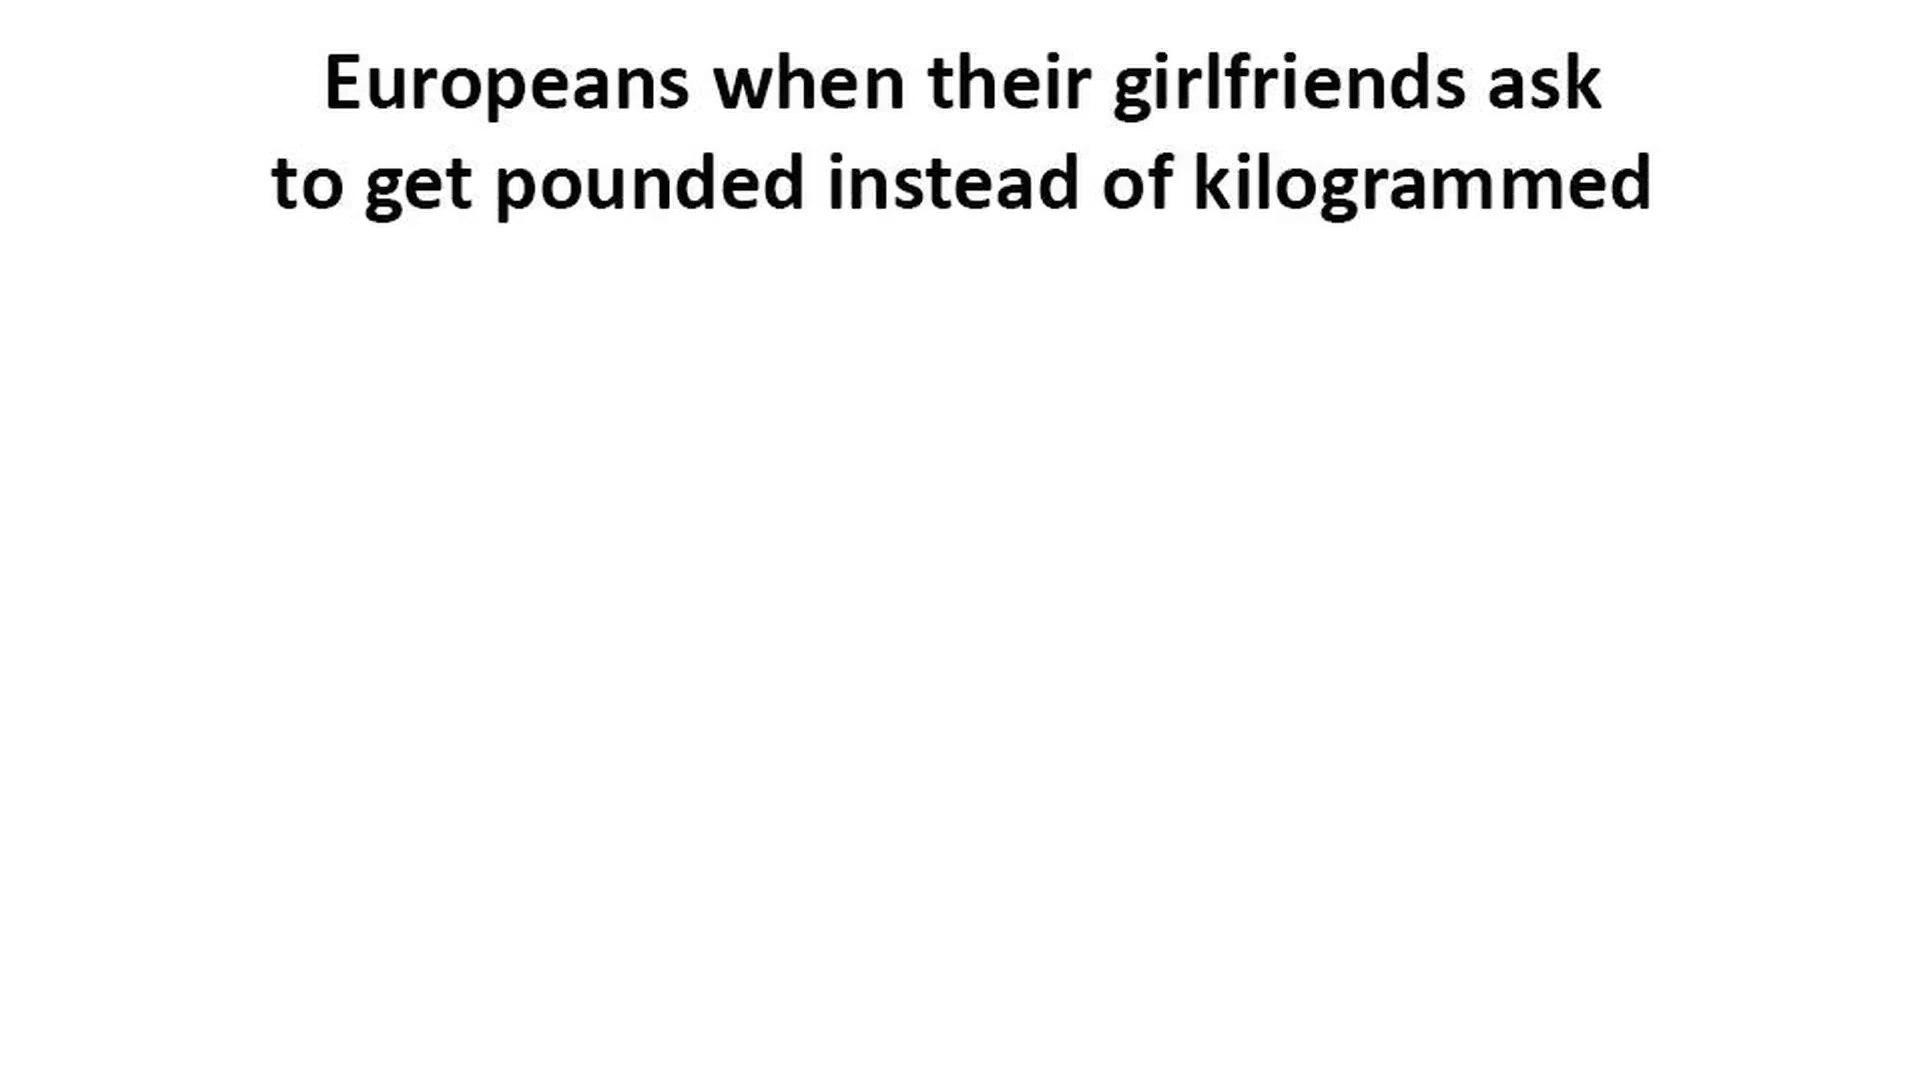 Europeans when their girlfriends ask
to get pounded instead of kilogrammed